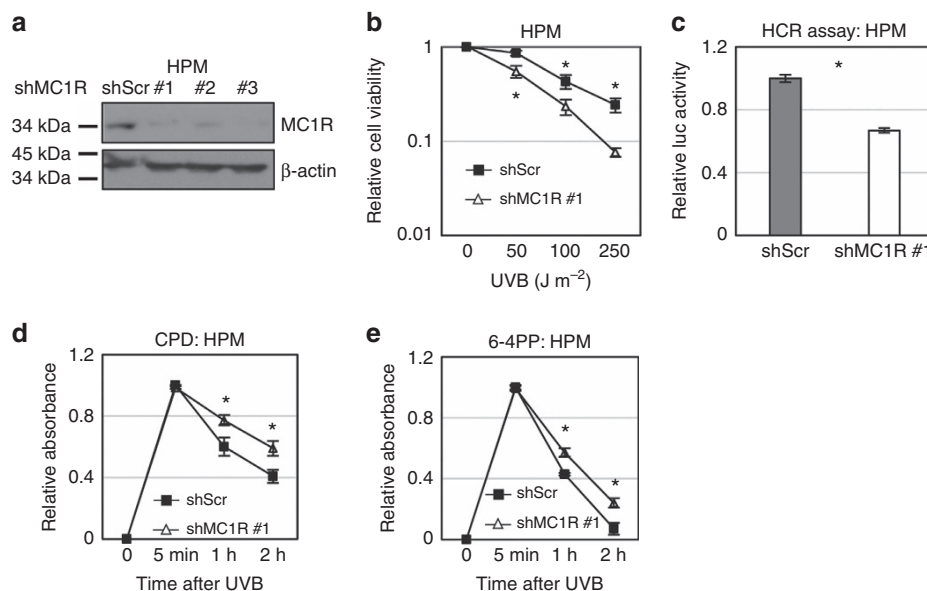 a
HPM
shMC1R shScr #1 #2 #3
34 kDa
MC1R
45 kDa
34 kDa
β-actin
b
HPM
Relative cell viability
1
0.1
0.01
* * *
shScr
shMC1R #1
0 50 100 250
UVB (J m⁻²)
c
HCR assay: HPM
Relative luc activity
1.2
0.8
0.4
0
*
shScr shMC1R #1
d
CPD: HPM
Relative absorbance
1.2
0.8
0.4
0
* *
shScr
shMC1R #1
0 5 min 1 h 2 h
Time after UVB
e
6-4PP: HPM
Relative absorbance
1.2
0.8
0.4
0
* *
shScr
shMC1R #1
0 5 min 1 h 2 h
Time after UVB